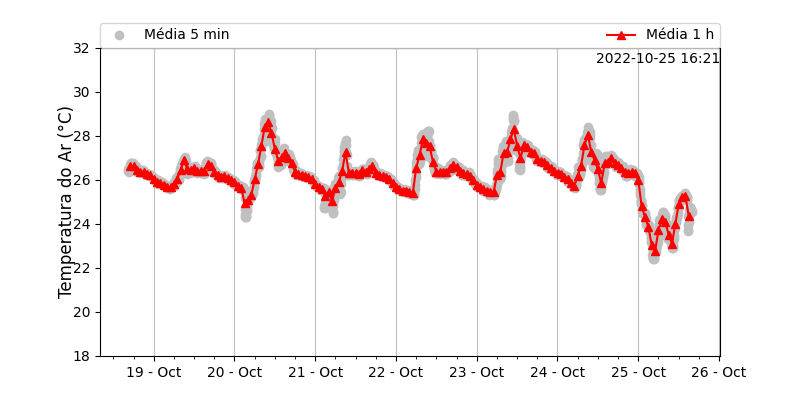 Média 5 min
Média 1 h
2022-10-25 16:21
Temperatura do Ar (°C)
32
30
28
26
24
22
20
18
19 - Oct
20 - Oct
21 - Oct
22 - Oct
23 - Oct
24 - Oct
25 - Oct
26 - Oct